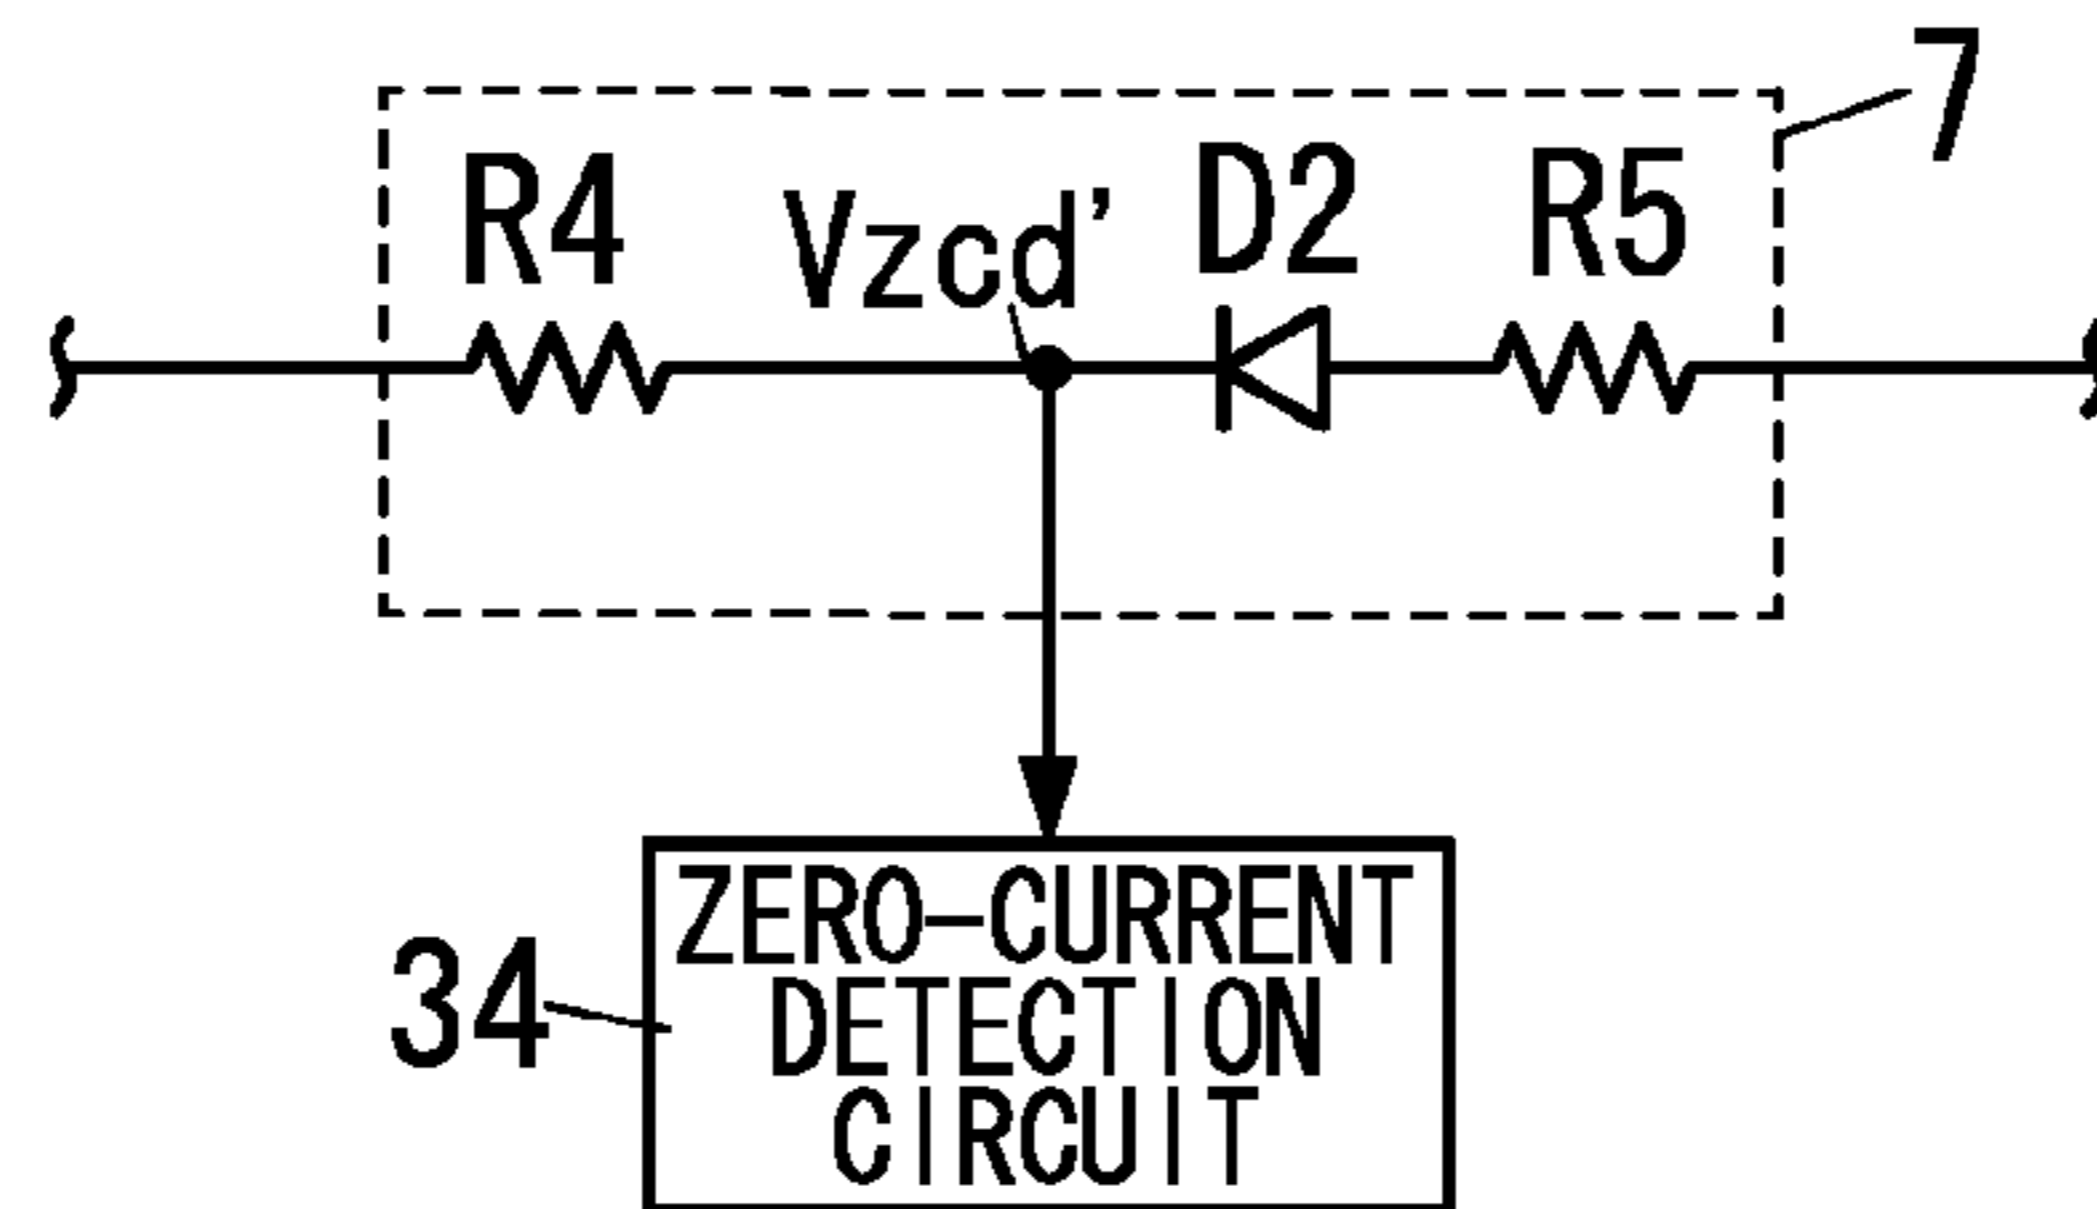 7
R4
Vzcd'
D2
R5
ZERO-CURRENT
DETECTION
CIRCUIT
34